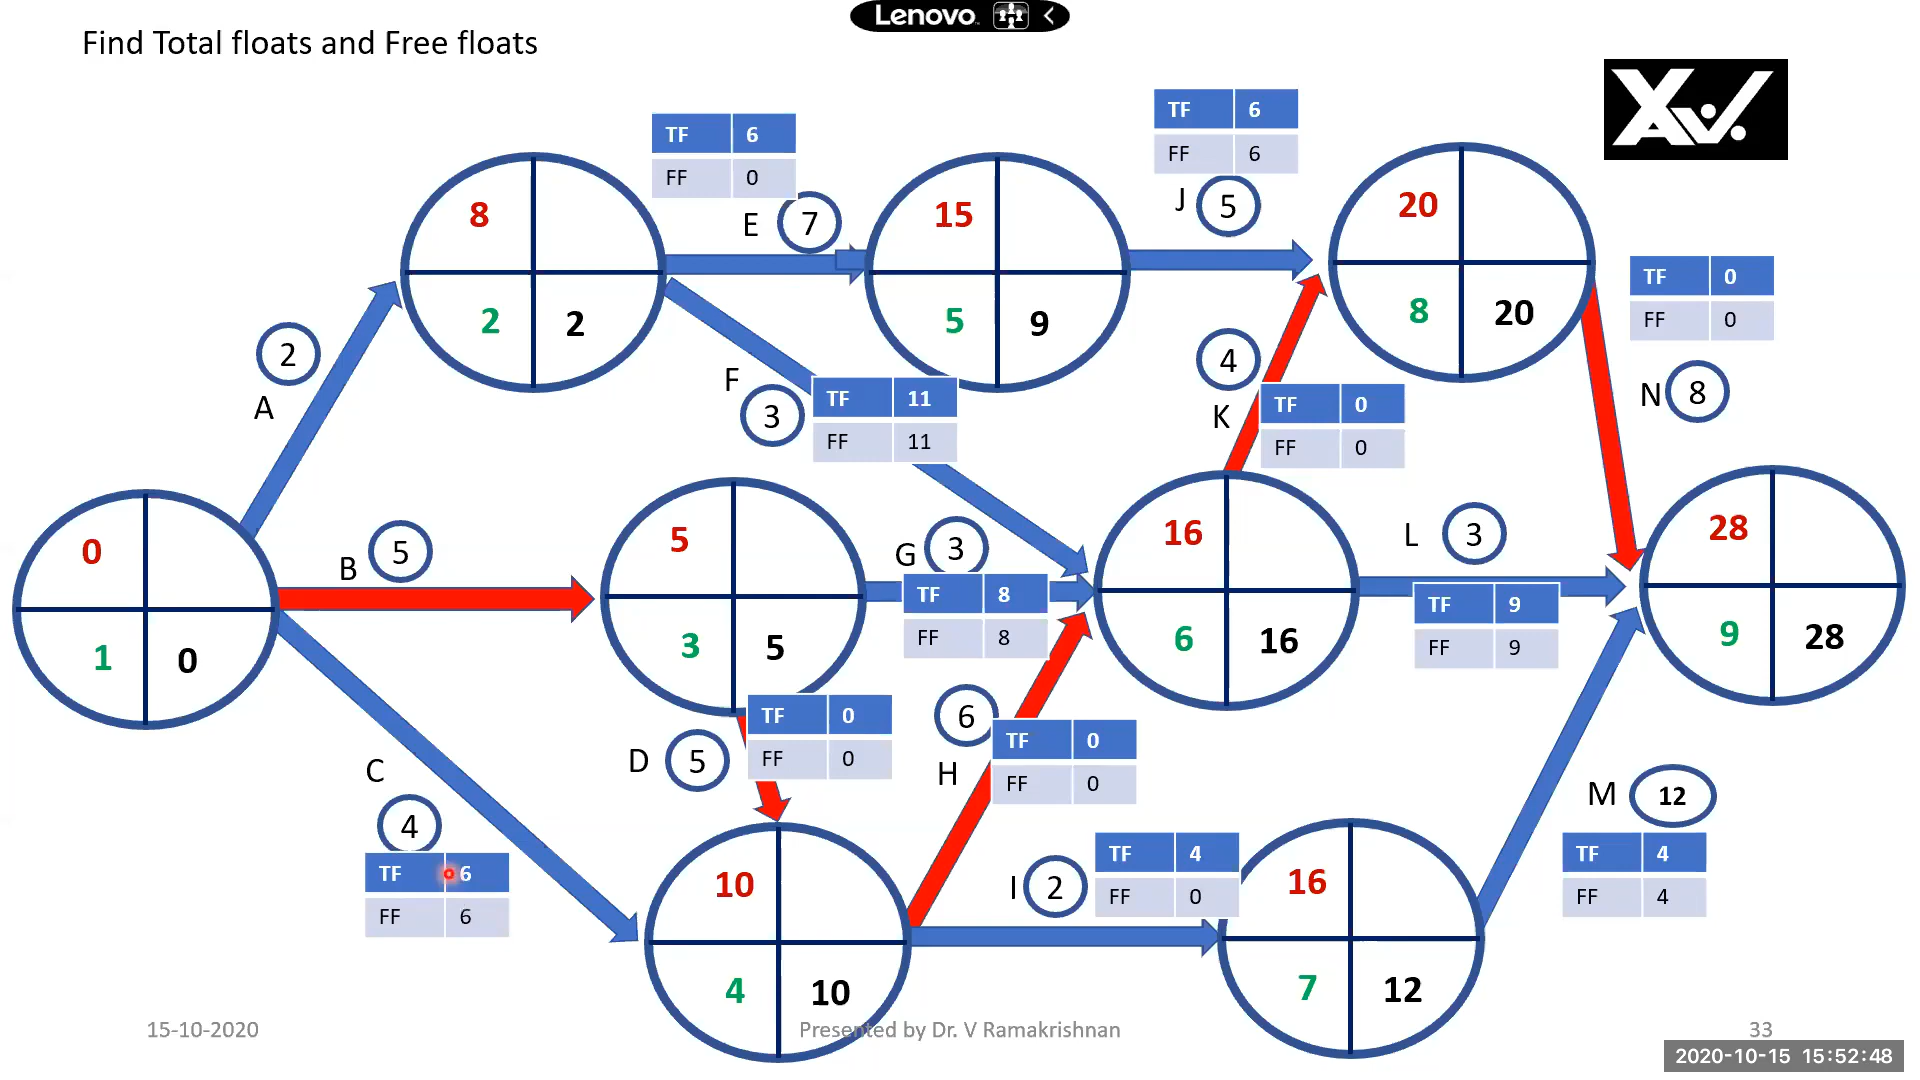 Lenovo
Find Total floats and Free floats
XV.
TF 6
FF 0
TF 6
FF 6
E 7
J 5
8
2 2
15
5 9
20
8 20
TF 0
FF 0
A 2
F 3
TF 11
FF 11
4
K
TF 0
FF 0
N 8
0
1 0
B 5
5
3 5
G 3
TF 8
FF 8
16
6 16
L 3
TF 9
FF 9
28
9 28
C 4
TF 6
FF 6
D 5
TF 0
FF 0
6
H
TF 0
FF 0
M 12
TF 4
FF 4
10
4 10
I 2
TF 4
FF 0
16
7 12
15-10-2020
Presented by Dr. V Ramakrishnan
33
2020-10-15 15:52:48